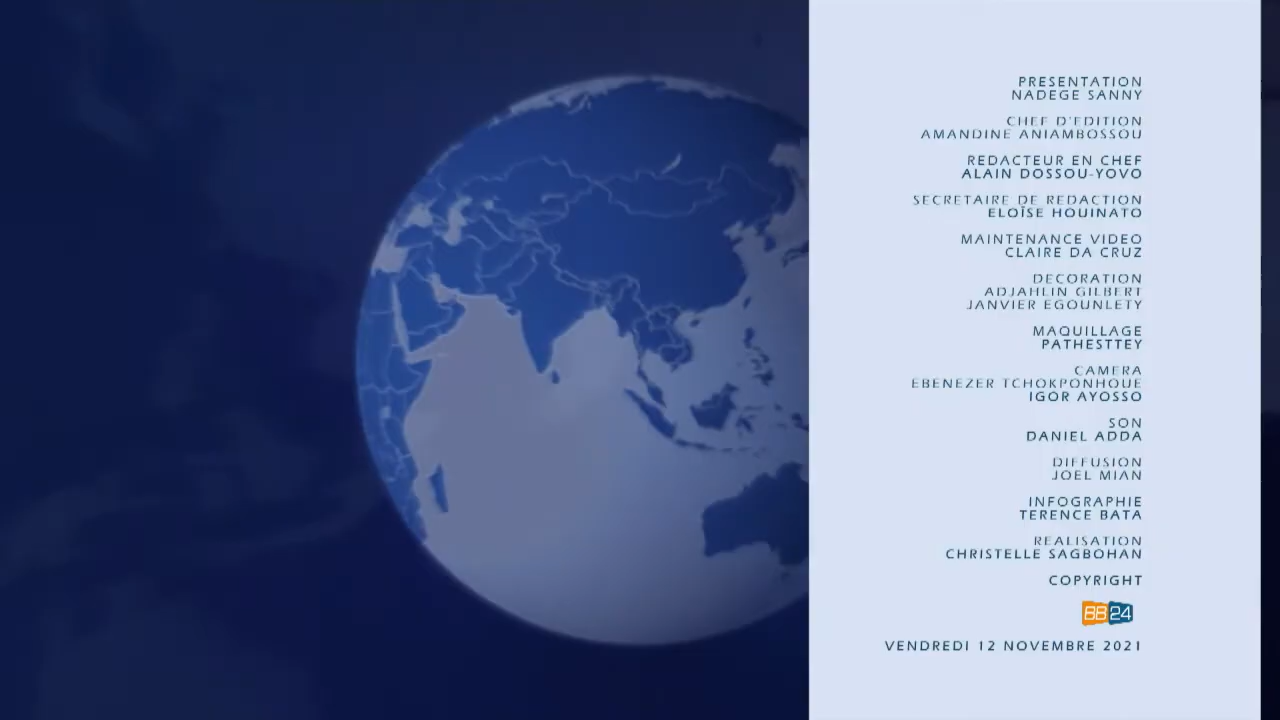 PRESENTATION
NADEGE SANNY
CHEF D'EDITION
AMANDINE ANIAMBOSSOU
REDACTEUR EN CHEF
ALAIN DOSSOU-YOVO
SECRETAIRE DE REDACTION
ELOÏSE HOUINATO
MAINTENANCE VIDEO
CLAIRE DA CRUZ
DECORATION
ADJAHLIN GILBERT
JANVIER EGOUNLETY
MAQUILLAGE
PATHESTTEY
CAMERA
EBENEZER TCHOKPONHOUE
IGOR AYOSSO
SON
DANIEL ADDA
DIFFUSION
JOEL MIAN
INFOGRAPHIE
TERENCE BATA
REALISATION
CHRISTELLE SAGBOHAN
COPYRIGHT
BB24
VENDREDI 12 NOVEMBRE 2021